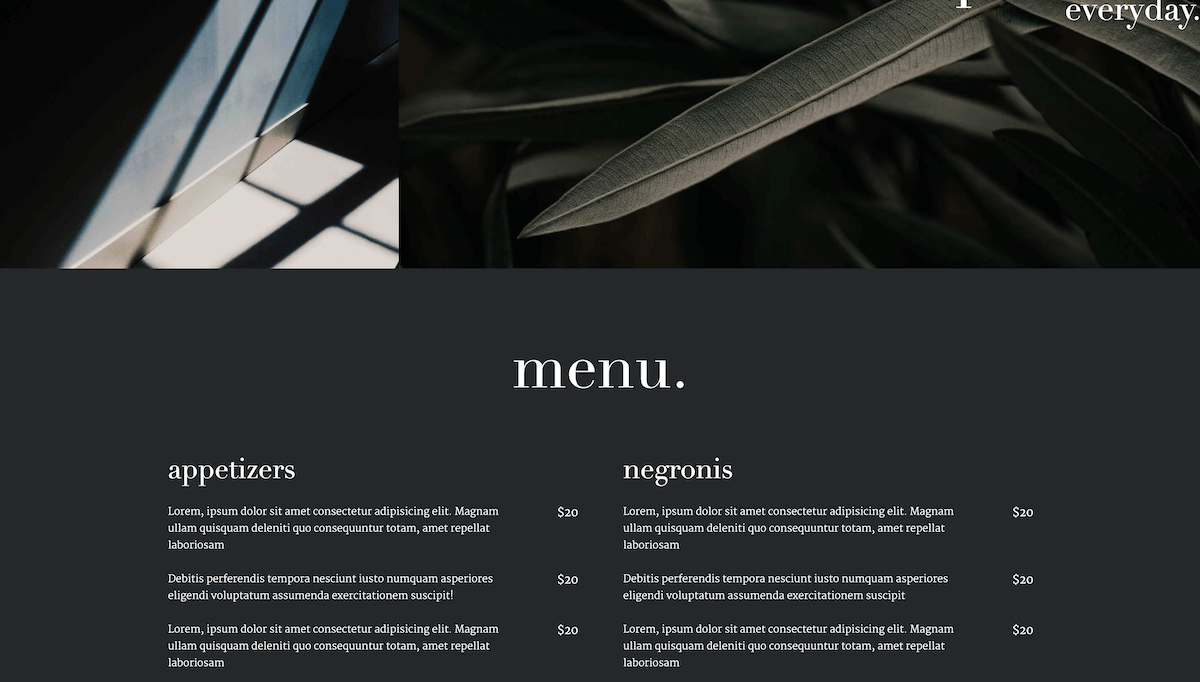 everyday.
menu.
appetizers
Lorem, ipsum dolor sit amet consectetur adipisicing elit. Magnam $20
ullam quisquam deleniti quo consequuntur totam, amet repellat
laboriosam
Debitis perferendis tempora nesciunt iusto numquam asperiores $20
eligendi voluptatum assumenda exercitationem suscipit!
Lorem, ipsum dolor sit amet consectetur adipisicing elit. Magnam $20
ullam quisquam deleniti quo consequuntur totam, amet repellat
laboriosam
negronis
Lorem, ipsum dolor sit amet consectetur adipisicing elit. Magnam $20
ullam quisquam deleniti quo consequuntur totam, amet repellat
laboriosam
Debitis perferendis tempora nesciunt iusto numquam asperiores $20
eligendi voluptatum assumenda exercitationem suscipit
Lorem, ipsum dolor sit amet consectetur adipisicing elit. Magnam $20
ullam quisquam deleniti quo consequuntur totam, amet repellat
laboriosam